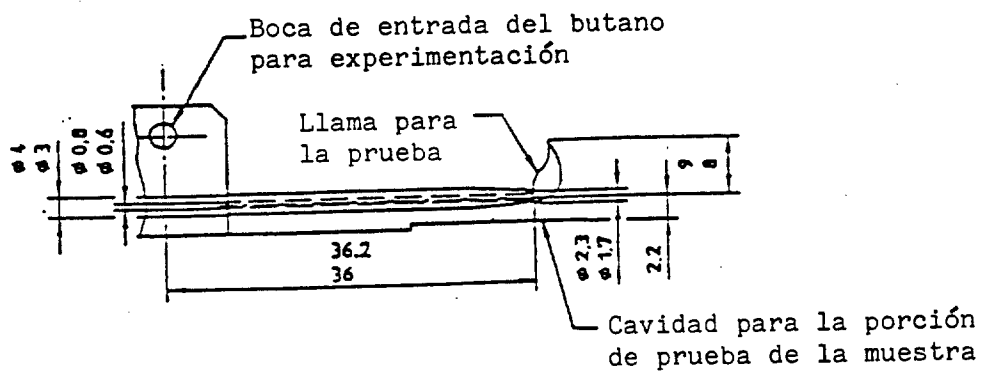 Boca de entrada del butano
para experimentación
Llama para
la prueba
ø 4
ø 3
ø 0,8
ø 0,6
9
8
36.2
36
ø 2,3
ø 1,7
2.2
Cavidad para la porción
de prueba de la muestra